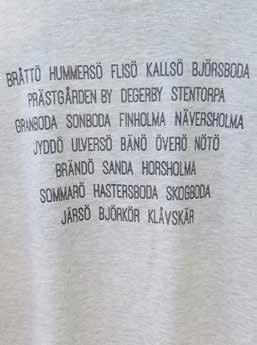 BRÄTTÖ HUMMERSÖ FLISÖ KALLSÖ BJÖRSBODA
PRÄSTGÅRDEN BY DEGERBY STENTORPA
GRANBODA SONBODA FINHOLMA NÄVERSHOLMA
JYDDÖ ULVERSÖ BÄNÖ ÖVERÖ NÖTÖ
BRÄNDÖ SANDA HORSHOLMA
SOMMARÖ HASTERSBODA SKOGBODA
JÄRSÖ BJÖRKÖR KLÅVSKÄR